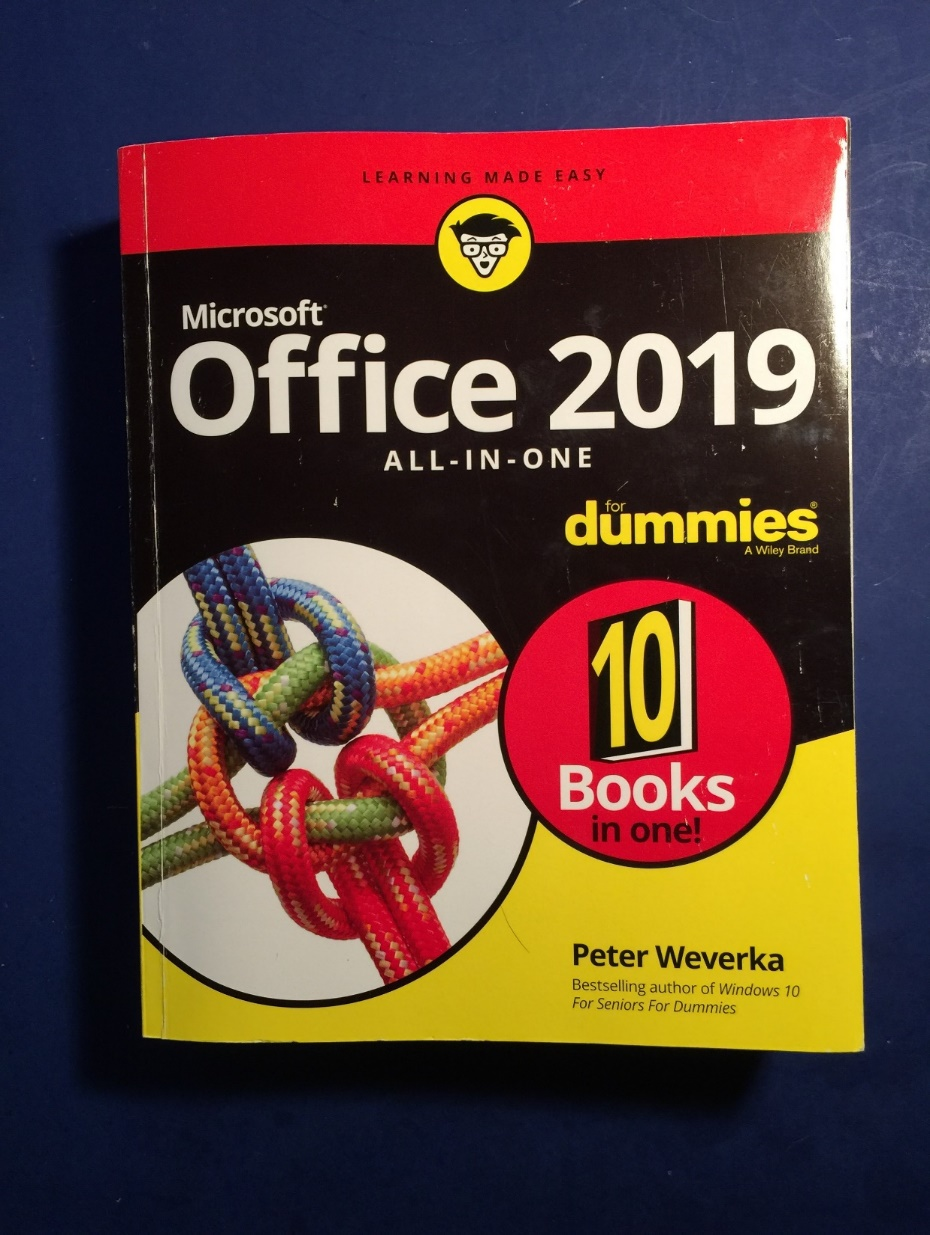 LEARNING MADE EASY
Microsoft®
Office 2019
ALL-IN-ONE
for
dummies®
A Wiley Brand
10
Books
in one!
Peter Weverka
Bestselling author of Windows 10
For Seniors For Dummies